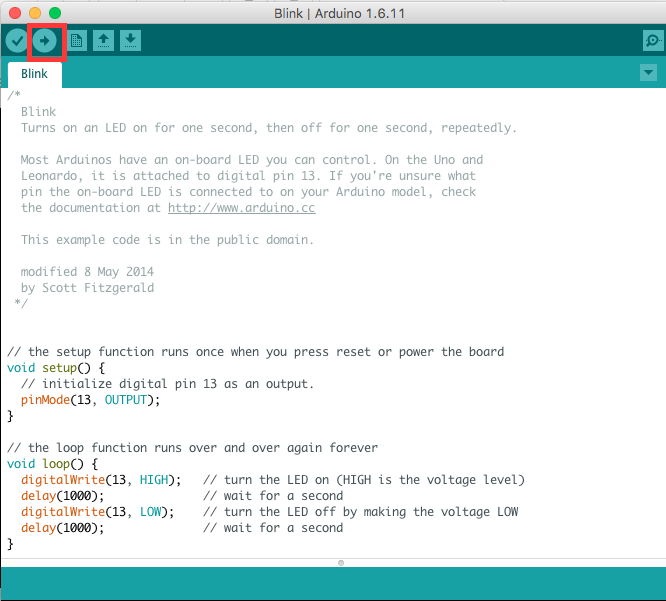 Blink | Arduino 1.6.11
Blink
/*
  Blink
  Turns on an LED on for one second, then off for one second, repeatedly.

  Most Arduinos have an on-board LED you can control. On the Uno and
  Leonardo, it is attached to digital pin 13. If you're unsure what
  pin the on-board LED is connected to on your Arduino model, check
  the documentation at http://www.arduino.cc

  This example code is in the public domain.

  modified 8 May 2014
  by Scott Fitzgerald
 */

// the setup function runs once when you press reset or power the board
void setup() {
  // initialize digital pin 13 as an output.
  pinMode(13, OUTPUT);
}

// the loop function runs over and over again forever
void loop() {
  digitalWrite(13, HIGH);   // turn the LED on (HIGH is the voltage level)
  delay(1000);              // wait for a second
  digitalWrite(13, LOW);    // turn the LED off by making the voltage LOW
  delay(1000);              // wait for a second
}